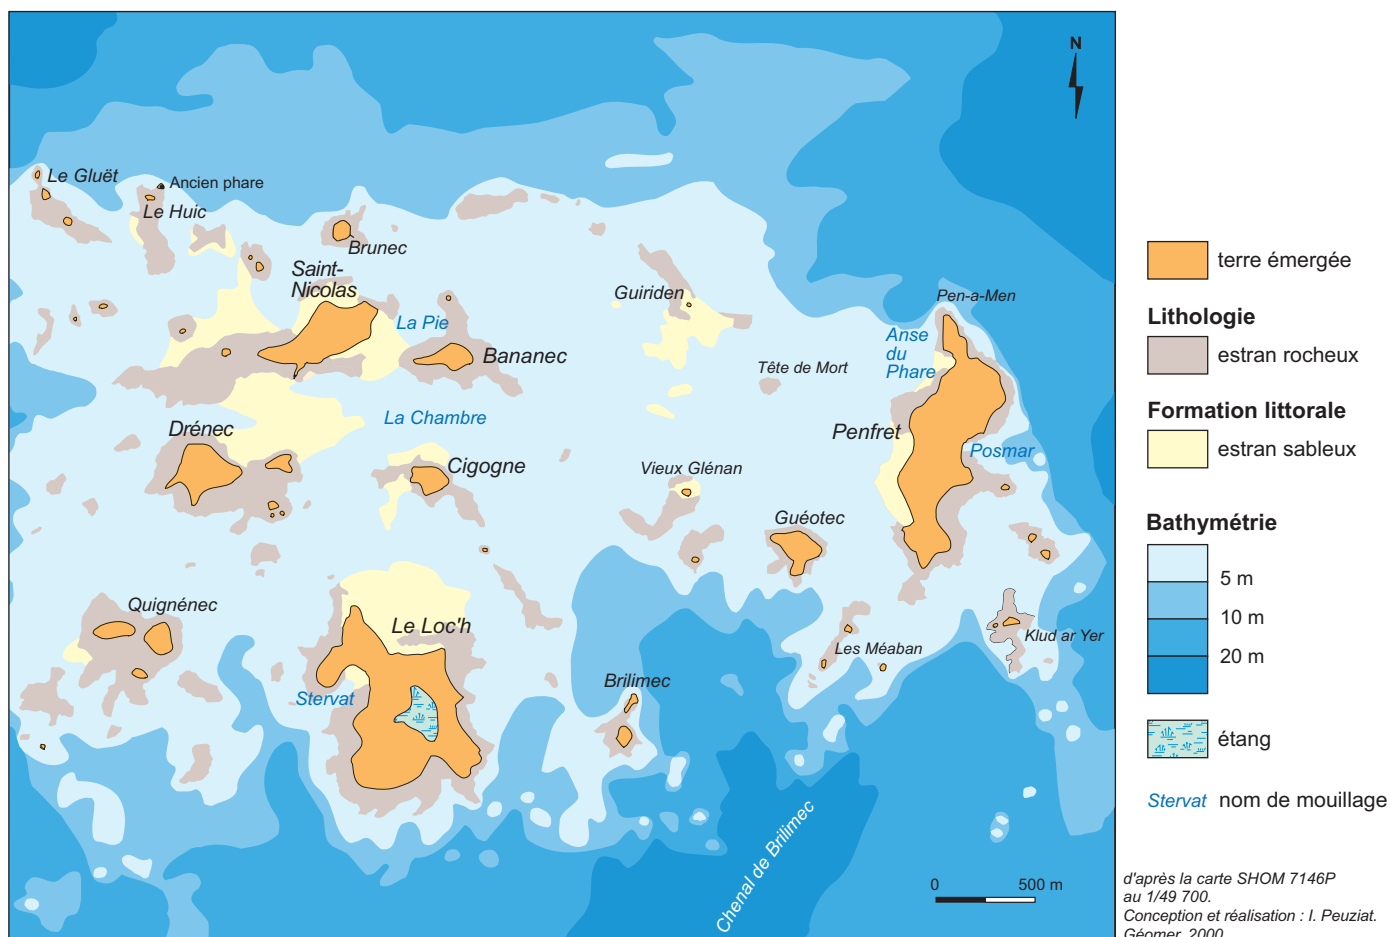 N
Le Gluët
Ancien phare
Le Huic
Brunec
Saint-
Nicolas
La Pie
Bananec
Guiriden
Pen-a-Men
Anse
du
Phare
Tête de Mort
La Chambre
Drénec
Penfret
Posmar
Cigogne
Vieux Glénan
Guéotec
Quignénec
Le Loc'h
Klud ar Yer
Les Méaban
Stervat
Brilimec
Chenal de Brilimec
0 500 m
terre émergée
Lithologie
estran rocheux
Formation littorale
estran sableux
Bathymétrie
5 m
10 m
20 m
étang
Stervat nom de mouillage
d'après la carte SHOM 7146P
au 1/49 700.
Conception et réalisation : I. Peuziat.
Géomer, 2000